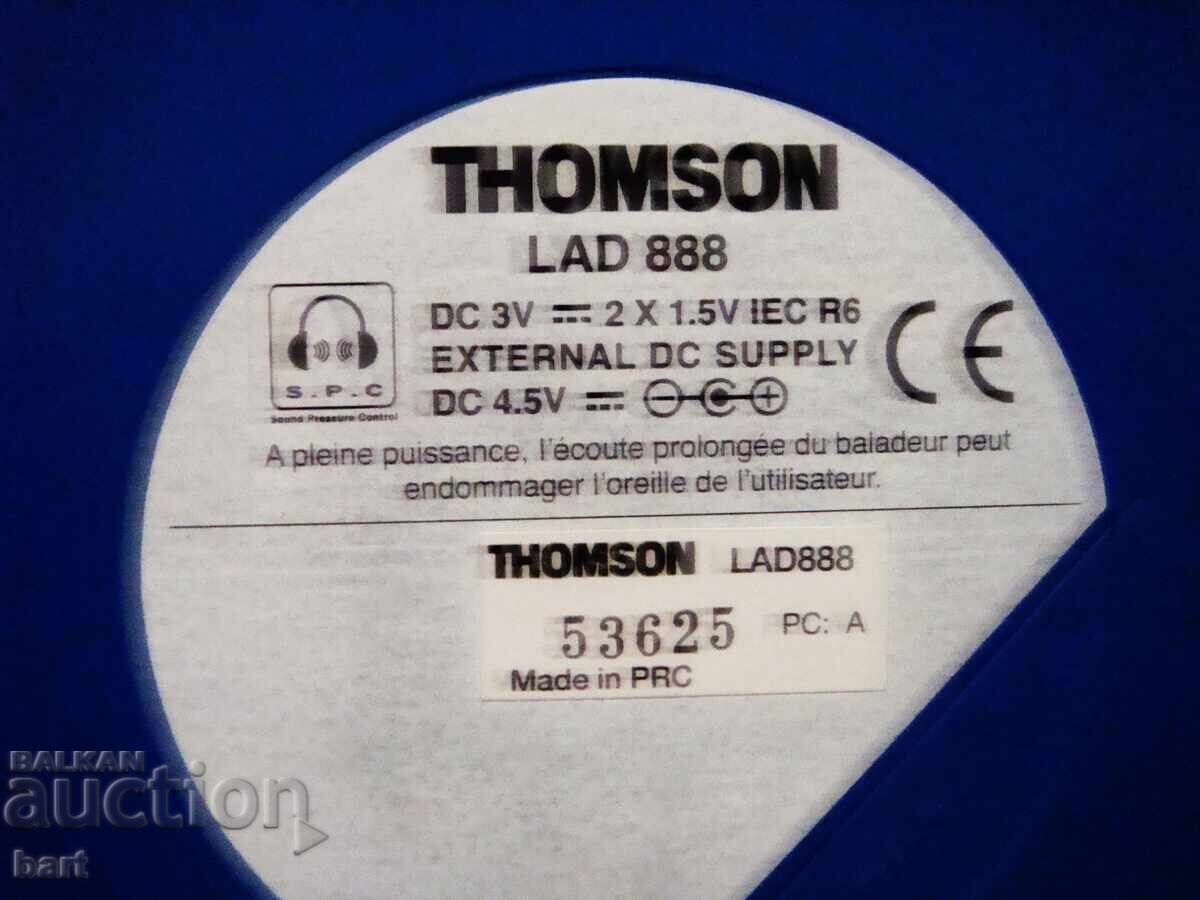 THOMSON
LAD 888
DC 3V ⎓ 2 X 1.5V IEC R6
EXTERNAL DC SUPPLY
DC 4.5V ⎓
CE
S.P.C
Sound Pressure Control
A pleine puissance, l'écoute prolongée du baladeur peut
endommager l'oreille de l'utilisateur.
THOMSON LAD888
53625 PC: A
Made in PRC
BALKAN
auction
bart